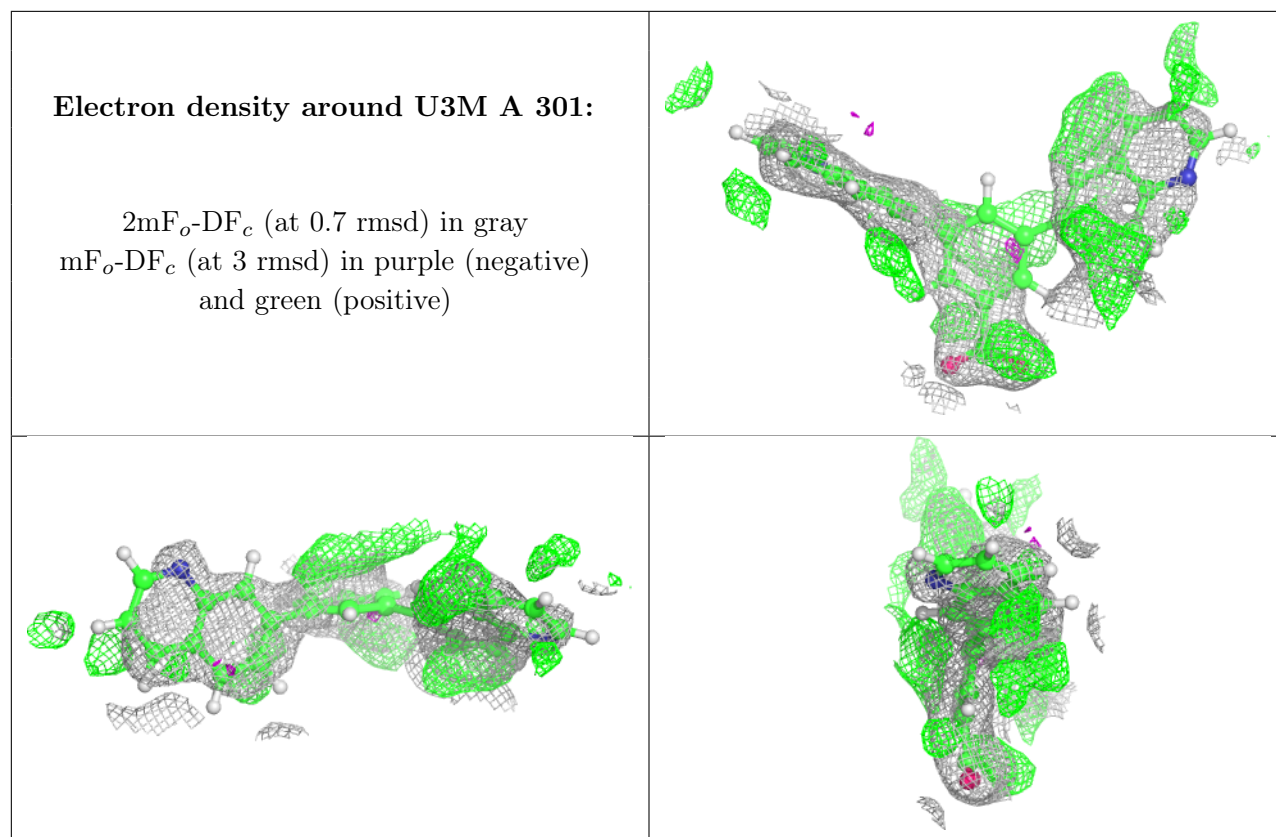 Electron density around U3M A 301:
2mFₒ-DF𝒸 (at 0.7 rmsd) in gray
mFₒ-DF𝒸 (at 3 rmsd) in purple (negative)
and green (positive)